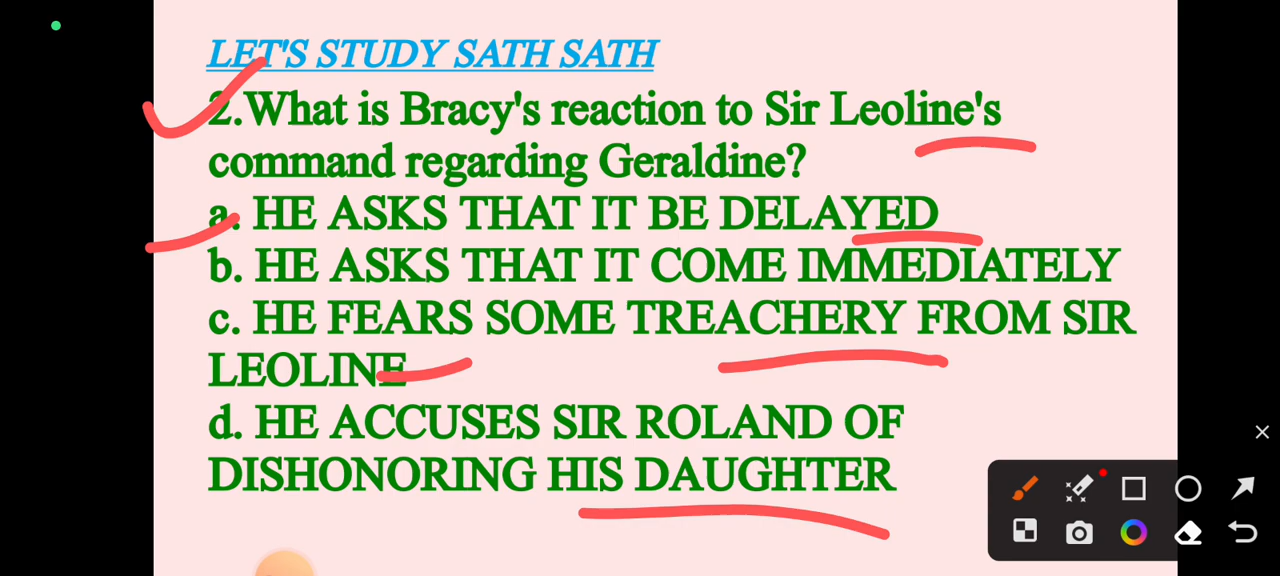 LET'S STUDY SATH SATH
2.What is Bracy's reaction to Sir Leoline's
command regarding Geraldine?
a. HE ASKS THAT IT BE DELAYED
b. HE ASKS THAT IT COME IMMEDIATELY
c. HE FEARS SOME TREACHERY FROM SIR
LEOLINE
d. HE ACCUSES SIR ROLAND OF
DISHONORING HIS DAUGHTER